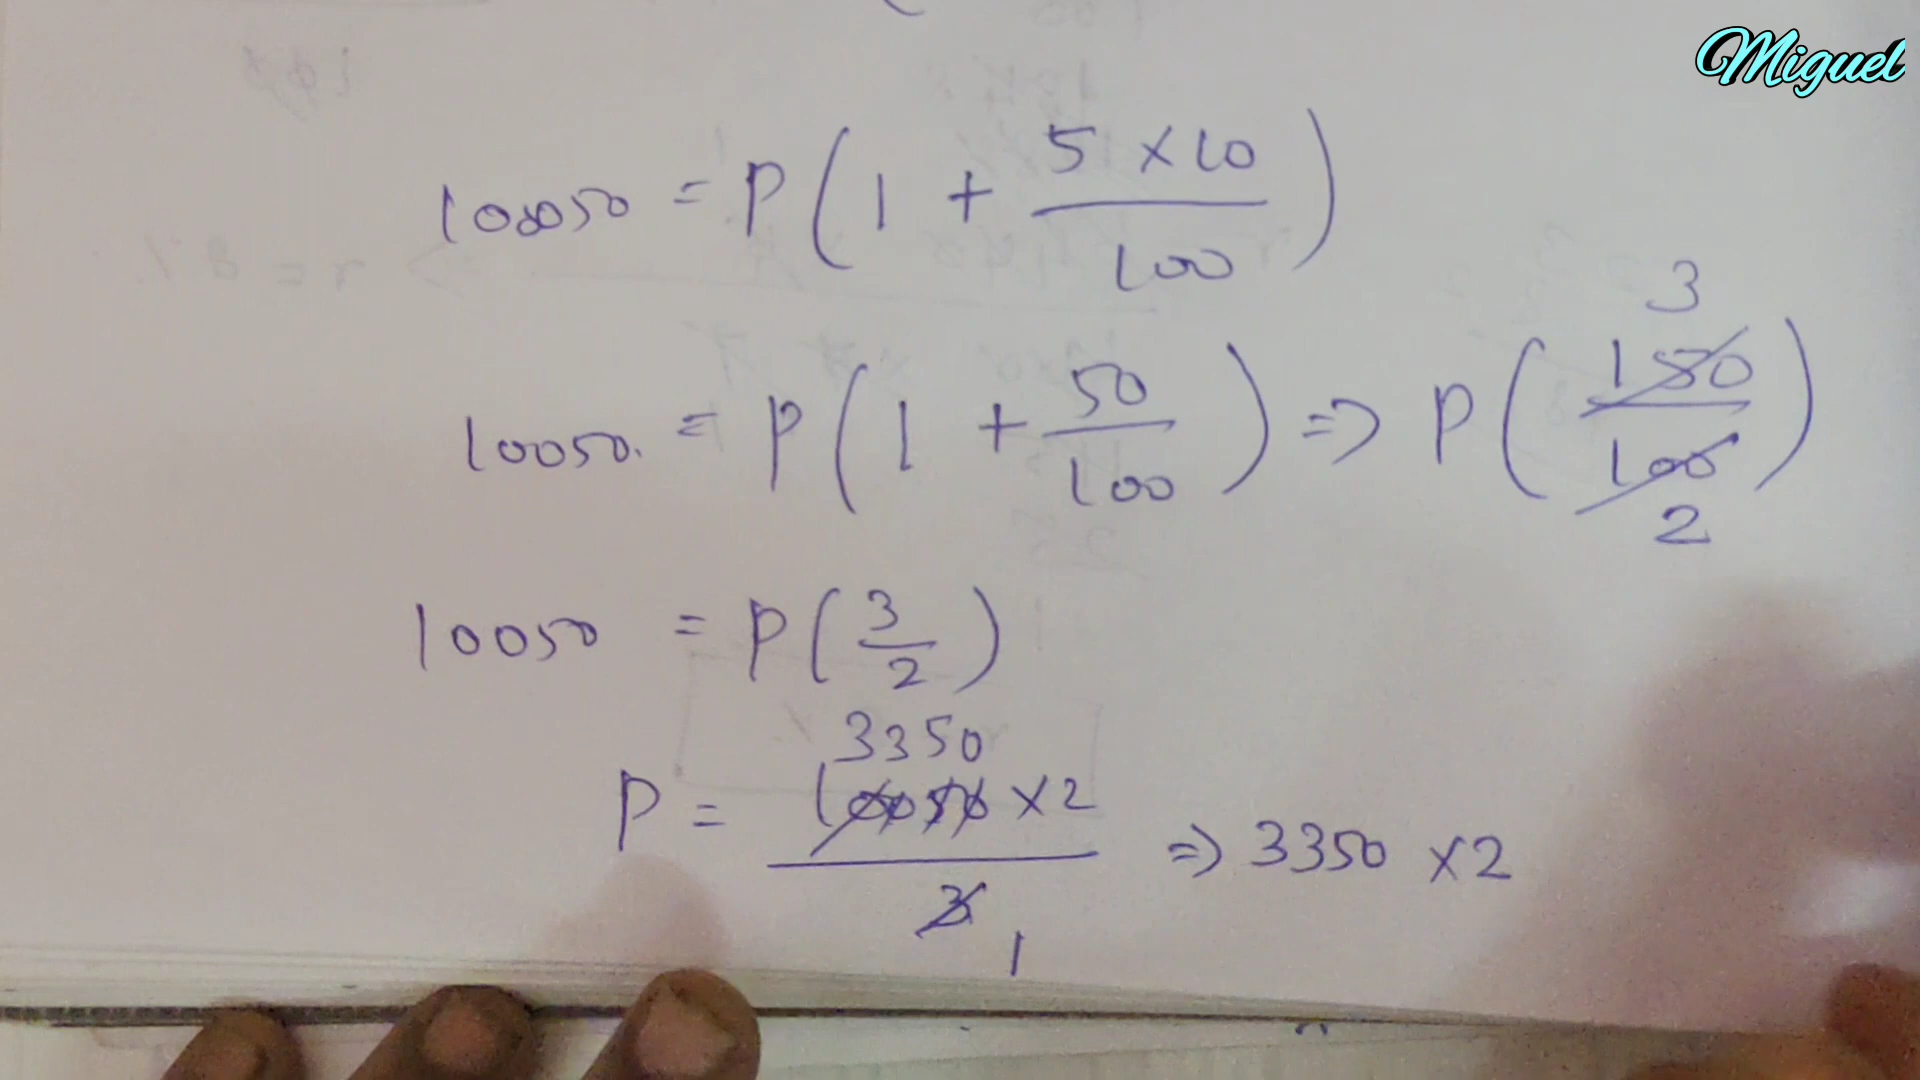 Miguel
100050 = P(1 + 5 × 10 / 100)
10050. = P(1 + 50/100) => P(150/100) 3 2
10050 = P(3/2)
3350
P = 10050 × 2 / 3 => 3350 × 2
1